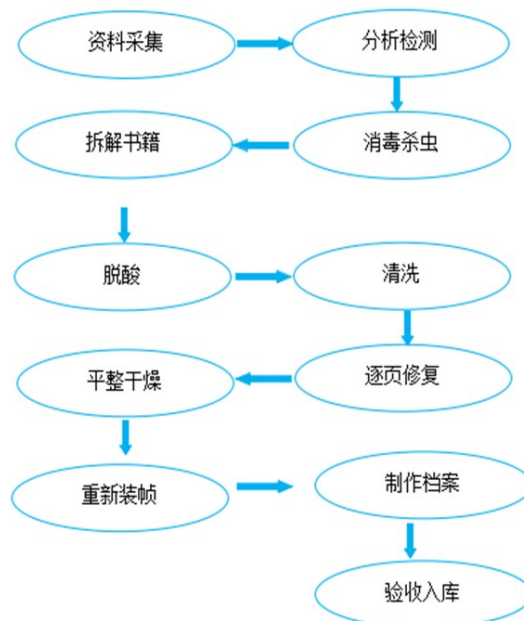 资料采集
分析检测
消毒杀虫
拆解书籍
脱酸
清洗
逐页修复
平整干燥
重新装帧
制作档案
验收入库